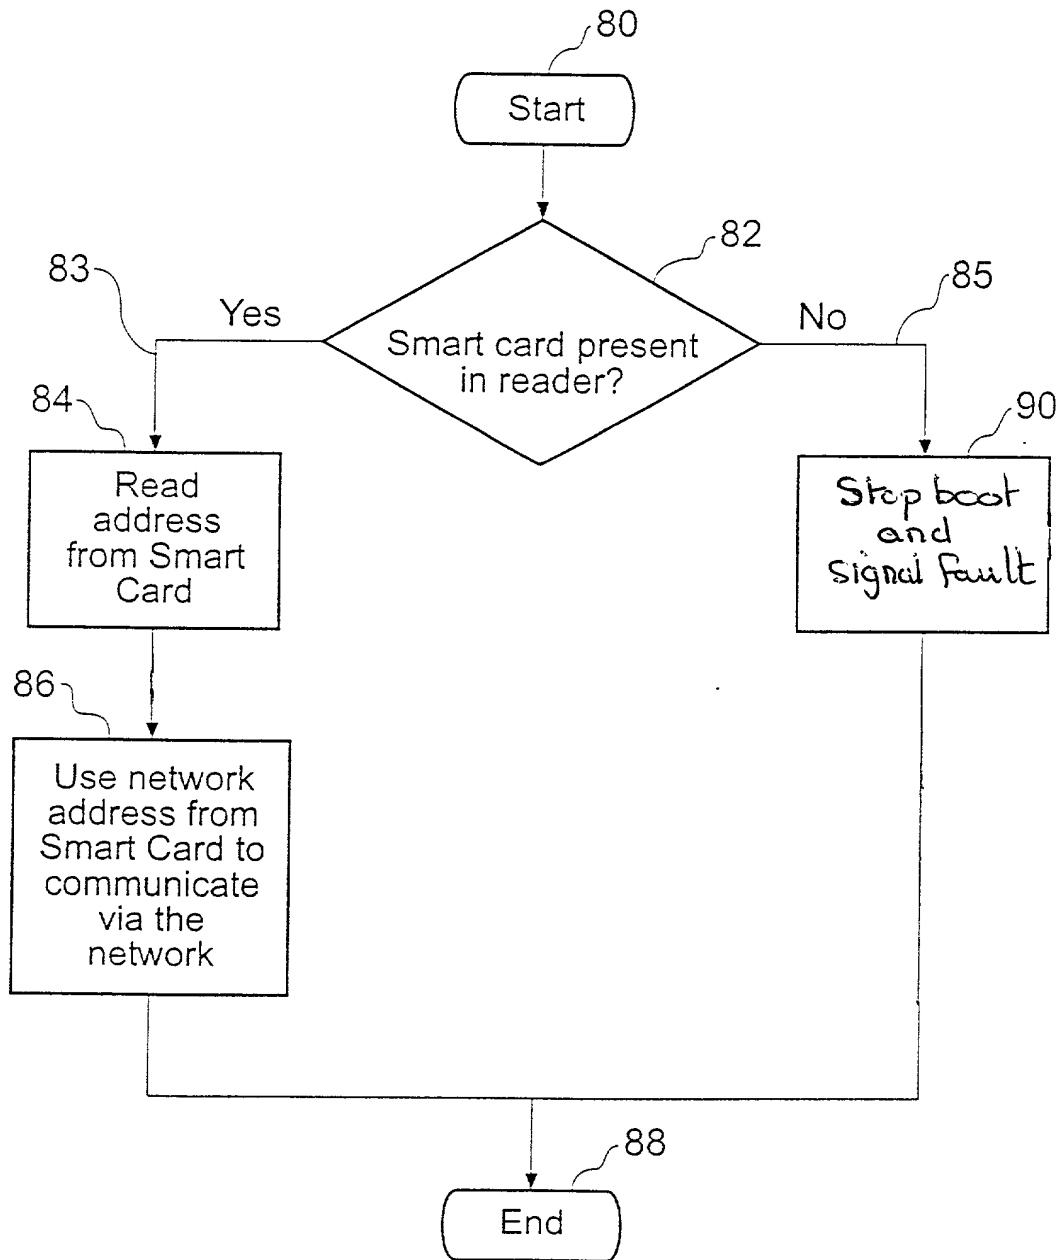 80
Start
82
83
85
Yes
No
Smart card present
in reader?
84
90
Read
address
from Smart
Card
Stop boot
and
signal fault
86
Use network
address from
Smart Card to
communicate
via the
network
88
End